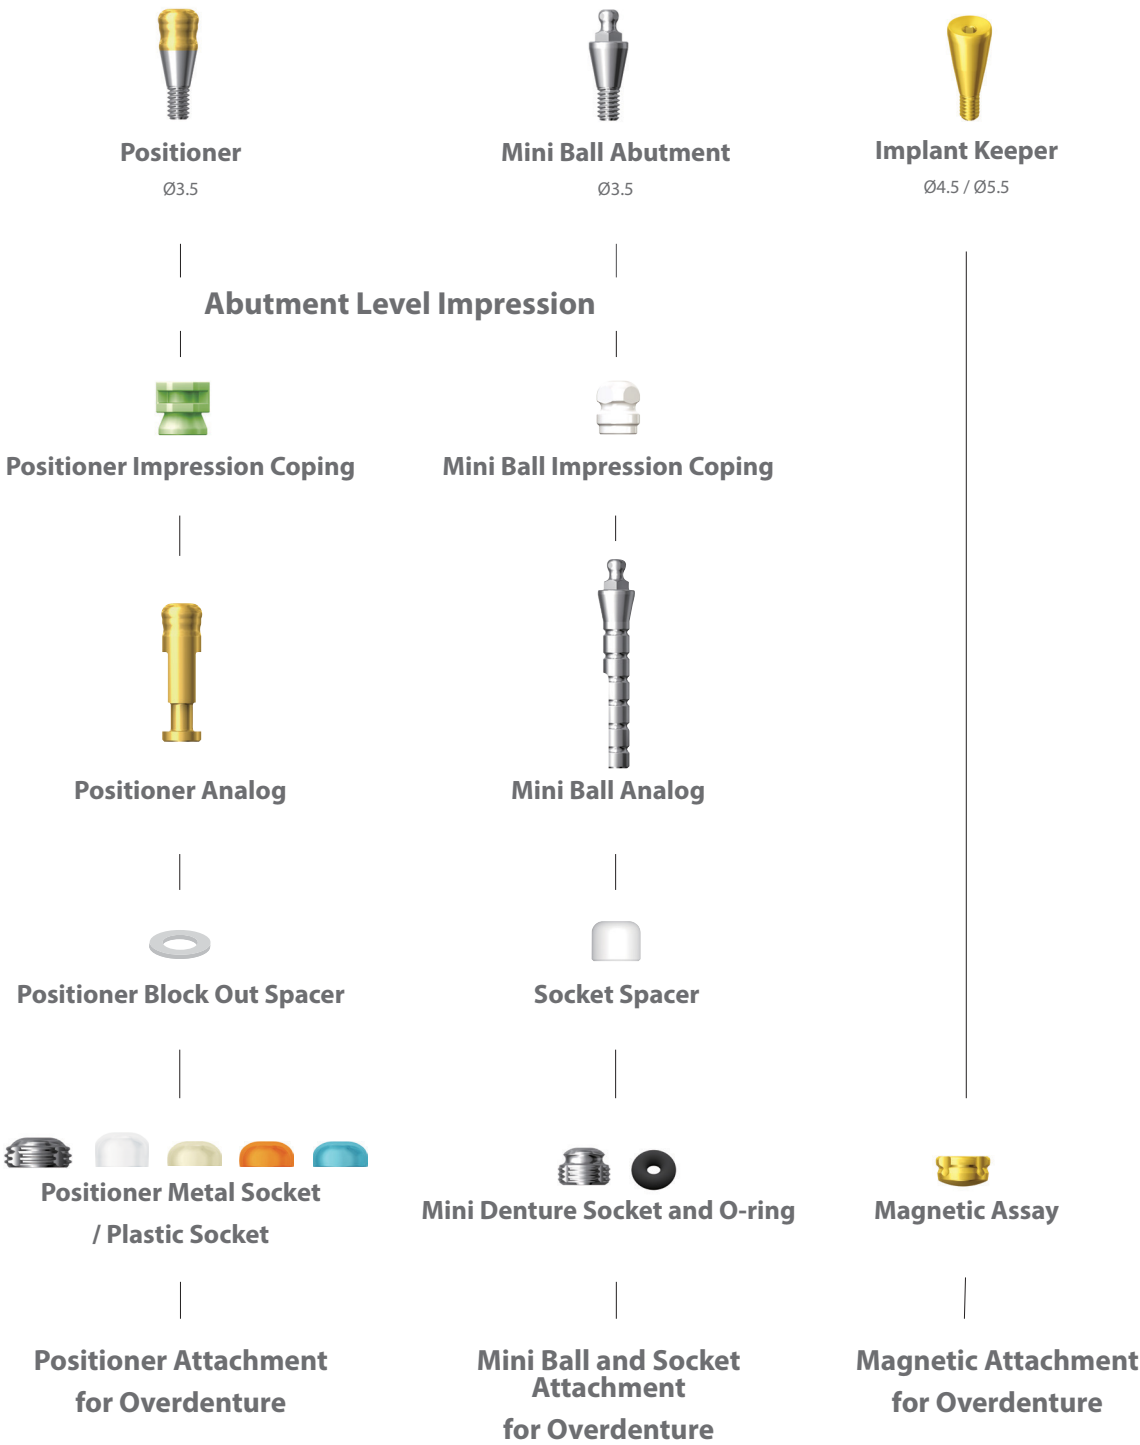 Positioner
Ø3.5
Mini Ball Abutment
Ø3.5
Implant Keeper
Ø4.5 / Ø5.5
Abutment Level Impression
Positioner Impression Coping
Mini Ball Impression Coping
Positioner Analog
Mini Ball Analog
Positioner Block Out Spacer
Socket Spacer
Positioner Metal Socket
/ Plastic Socket
Mini Denture Socket and O-ring
Magnetic Assay
Positioner Attachment
for Overdenture
Mini Ball and Socket
Attachment
for Overdenture
Magnetic Attachment
for Overdenture